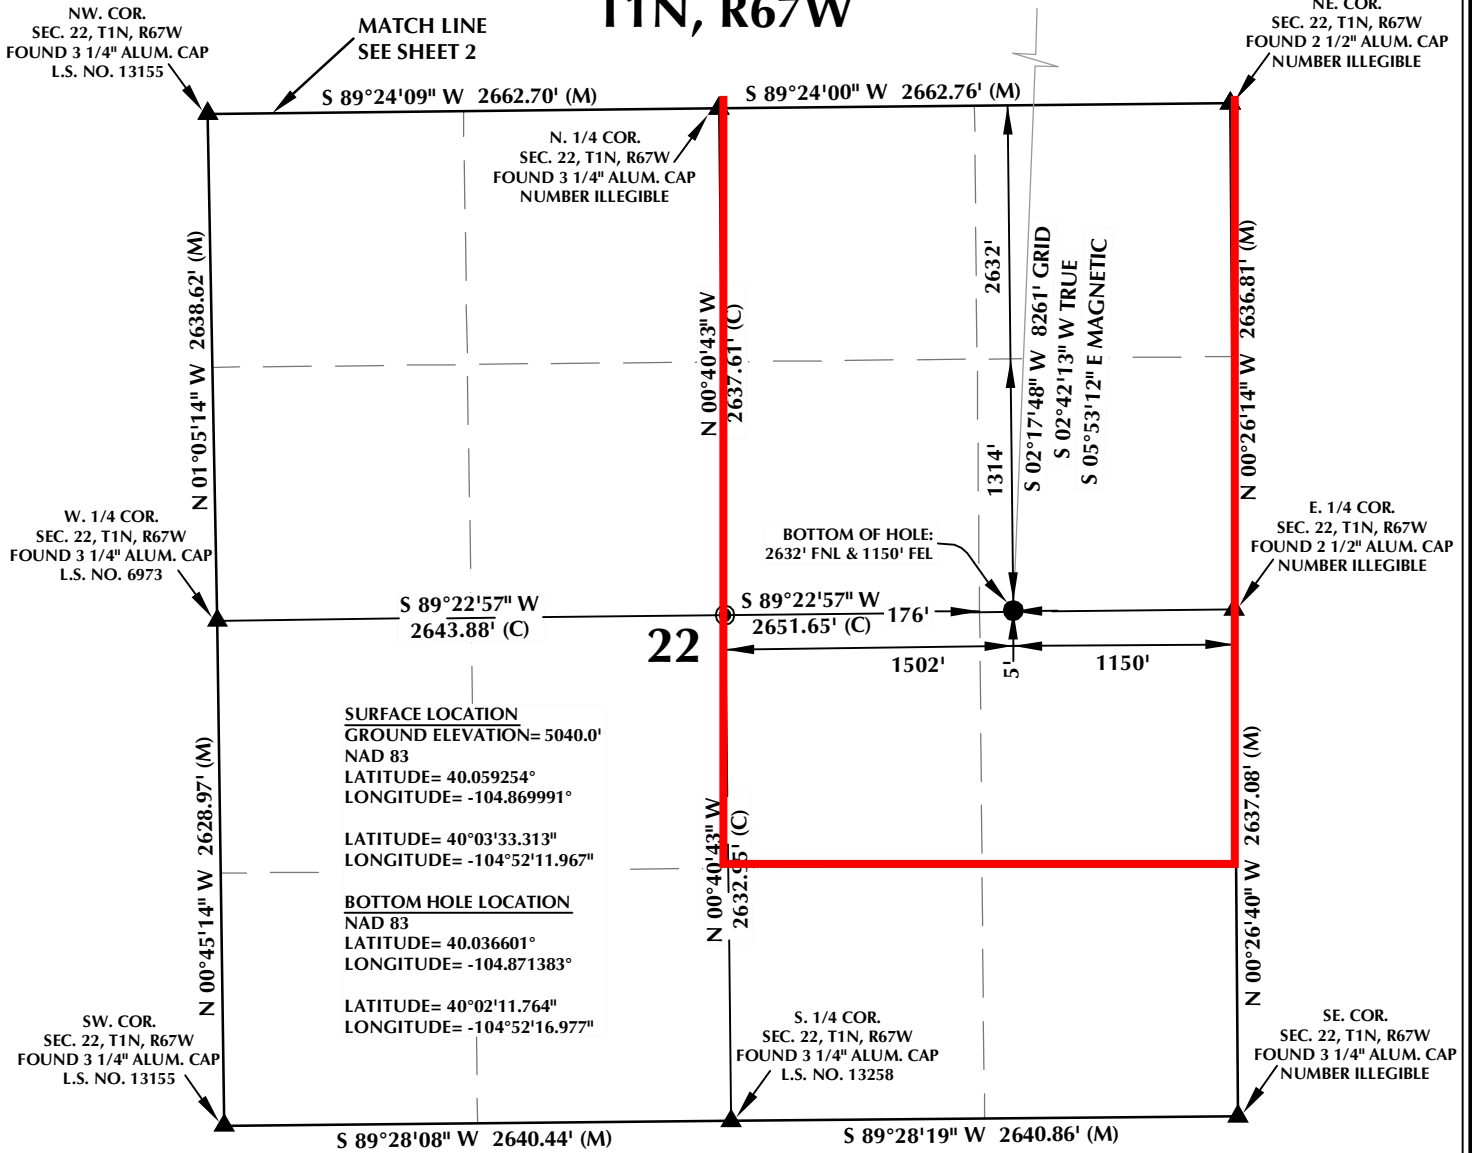 T1N, R67W
NW. COR.
SEC. 22, T1N, R67W
FOUND 3 1/4" ALUM. CAP
L.S. NO. 13155
MATCH LINE
SEE SHEET 2
NE. COR.
SEC. 22, T1N, R67W
FOUND 2 1/2" ALUM. CAP
NUMBER ILLEGIBLE
S 89°24'09" W 2662.70' (M)
S 89°24'00" W 2662.76' (M)
N. 1/4 COR.
SEC. 22, T1N, R67W
FOUND 3 1/4" ALUM. CAP
NUMBER ILLEGIBLE
N 01°05'14" W 2638.62' (M)
N 00°40'43" W
2637.61' (C)
2632'
S 02°17'48" W 8261' GRID
S 02°42'13" W TRUE
S 05°53'12" E MAGNETIC
N 00°26'14" W 2636.81' (M)
1314'
W. 1/4 COR.
SEC. 22, T1N, R67W
FOUND 3 1/4" ALUM. CAP
L.S. NO. 6973
BOTTOM OF HOLE:
2632' FNL & 1150' FEL
E. 1/4 COR.
SEC. 22, T1N, R67W
FOUND 2 1/2" ALUM. CAP
NUMBER ILLEGIBLE
S 89°22'57" W
2643.88' (C)
S 89°22'57" W
2651.65' (C)
176'
22
1502'
5'
1150'
SURFACE LOCATION
GROUND ELEVATION= 5040.0'
NAD 83
LATITUDE= 40.059254°
LONGITUDE= -104.869991°
LATITUDE= 40°03'33.313"
LONGITUDE= -104°52'11.967"
BOTTOM HOLE LOCATION
NAD 83
LATITUDE= 40.036601°
LONGITUDE= -104.871383°
LATITUDE= 40°02'11.764"
LONGITUDE= -104°52'16.977"
N 00°45'14" W 2628.97' (M)
N 00°40'43" W
2632.95' (C)
N 00°26'40" W 2637.08' (M)
SW. COR.
SEC. 22, T1N, R67W
FOUND 3 1/4" ALUM. CAP
L.S. NO. 13155
S. 1/4 COR.
SEC. 22, T1N, R67W
FOUND 3 1/4" ALUM. CAP
L.S. NO. 13258
SE. COR.
SEC. 22, T1N, R67W
FOUND 3 1/4" ALUM. CAP
NUMBER ILLEGIBLE
S 89°28'08" W 2640.44' (M)
S 89°28'19" W 2640.86' (M)